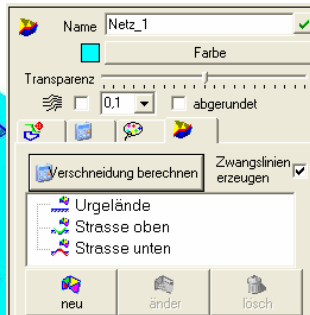 Name Netz_1
Farbe
Transparenz
0,1 abgerundet
Verschneidung berechnen
Zwangslinien
erzeugen
Urgelände
Strasse oben
Strasse unten
neu änder lösch